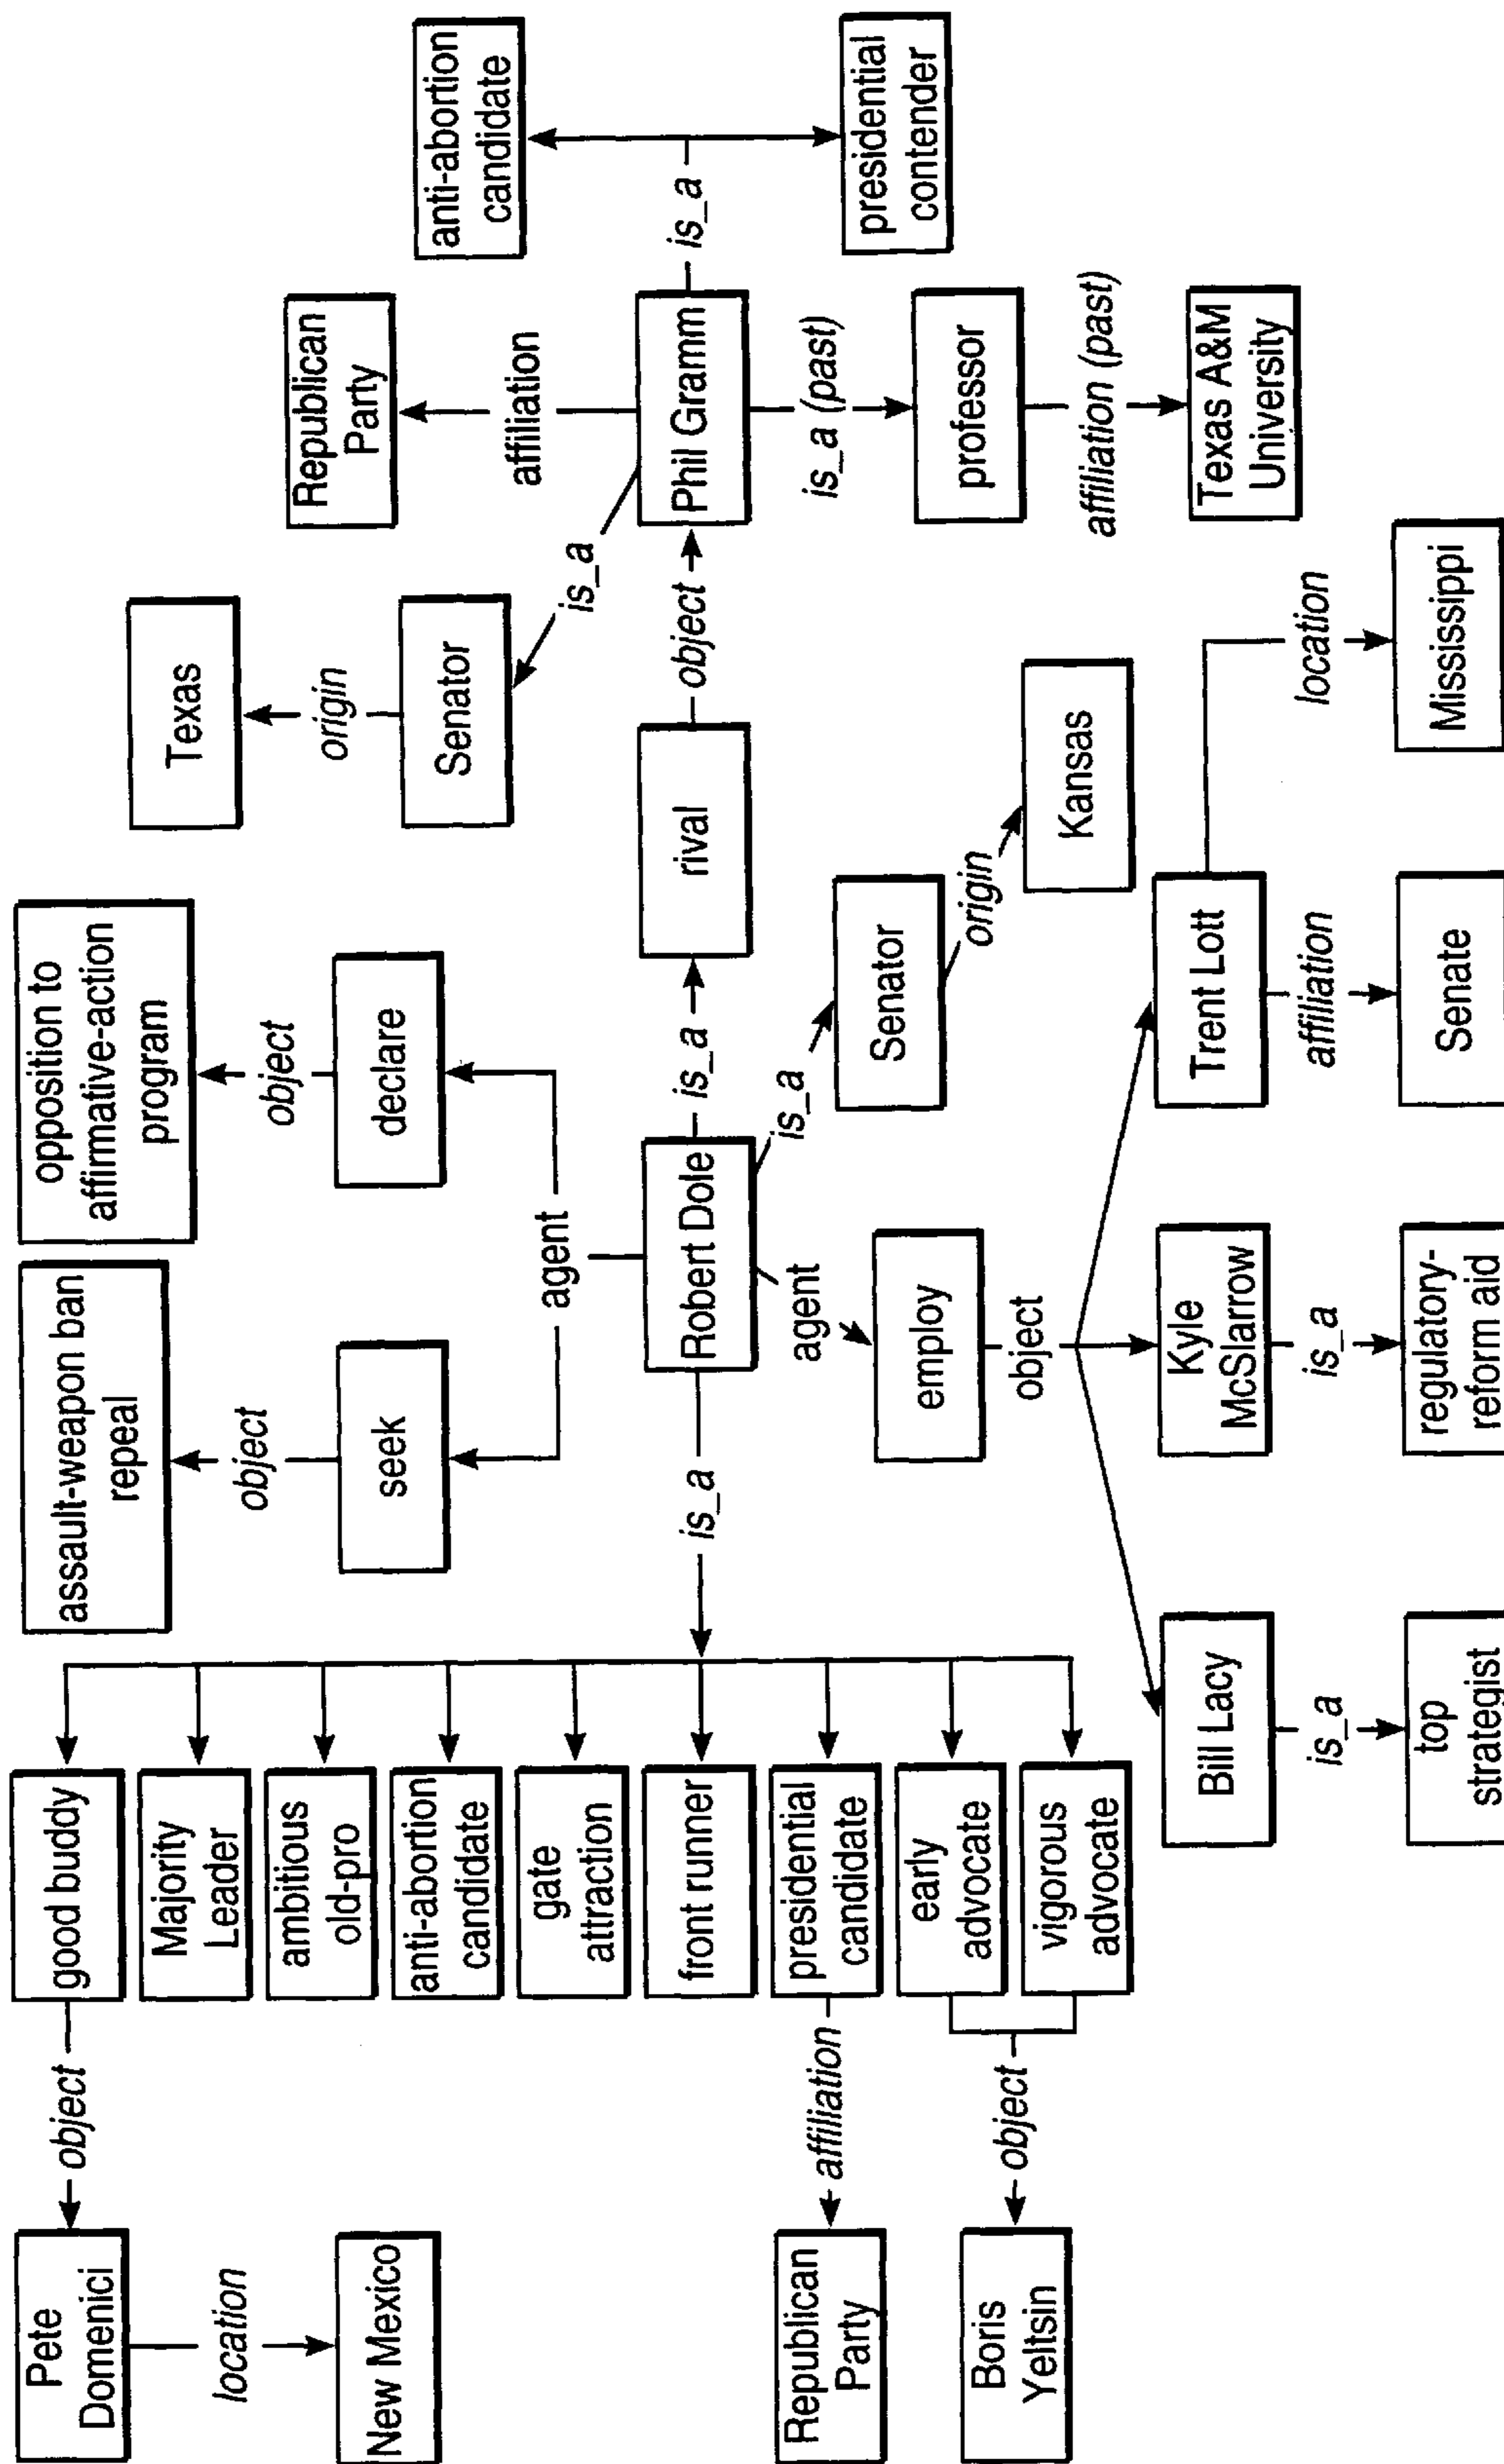 Pete
Domenici
location
New Mexico
object
good buddy
Majority
Leader
ambitious
old-pro
anti-abortion
candidate
gate
attraction
front runner
presidential
candidate
early
advocate
vigorous
advocate
affiliation
Republican
Party
object
Boris
Yeltsin
is_a
assault-weapon ban
repeal
object
seek
agent
opposition to
affirmative-action
program
object
declare
Robert Dole
is_a
rival
object
Phil Gramm
is_a
Senator
origin
Kansas
agent
employ
object
Bill Lacy
is_a
top
strategist
Kyle
McSlarrow
is_a
regulatory-
reform aid
Trent Lott
affiliation
Senate
location
Mississippi
Texas
origin
Senator
is_a
Republican
Party
affiliation
is_a
anti-abortion
candidate
presidential
contender
is_a (past)
professor
affiliation (past)
Texas A&M
University